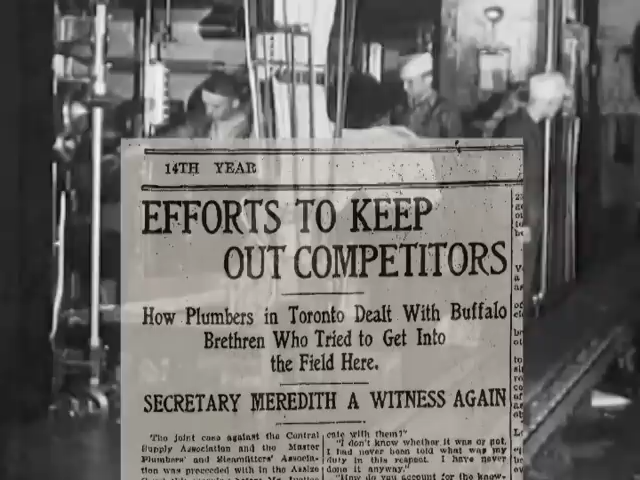 14TH YEAR
EFFORTS TO KEEP
OUT COMPETITORS
How Plumbers in Toronto Dealt With Buffalo
Brethren Who Tried to Get Into
the Field Here.
SECRETARY MEREDITH A WITNESS AGAIN
The joint case against the Central
Supply Association and the Master
Plumbers' and Steamfitters' Associa-
tion was proceeded with in the Assize
cate with them?"
"I don't know whether it was or not.
I had never been told what was my
duty in this respect. I have never
done it anyway."
"How do you account for the know-